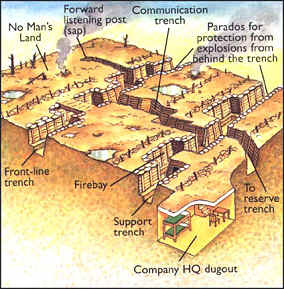 No Man's
Land
Forward
listening post
(sap)
Communication
trench
Parados for
protection from
explosions from
behind the trench
Front-line
trench
Firebay
Support
trench
To
reserve
trench
Company HQ dugout